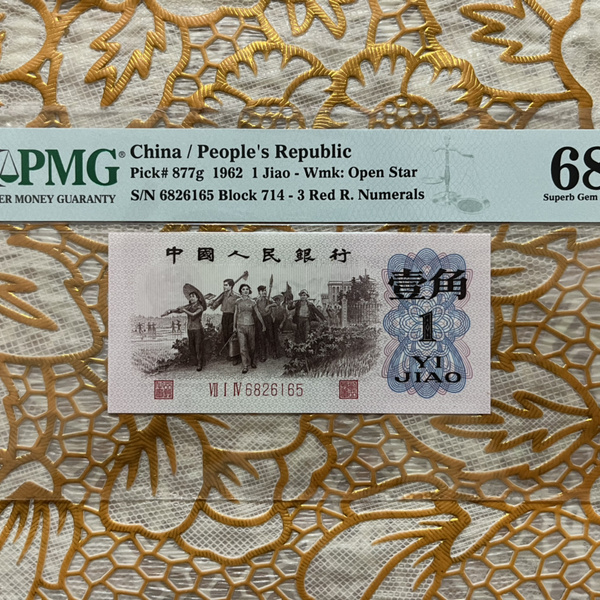 PMG®
ER MONEY GUARANTY
China / People's Republic
Pick# 877g 1962 1 Jiao - Wmk: Open Star
S/N 6826165 Block 714 - 3 Red R. Numerals
68
Superb Gem
中國人民銀行
壹角
1
YI
JIAO
VII I IV 6826165